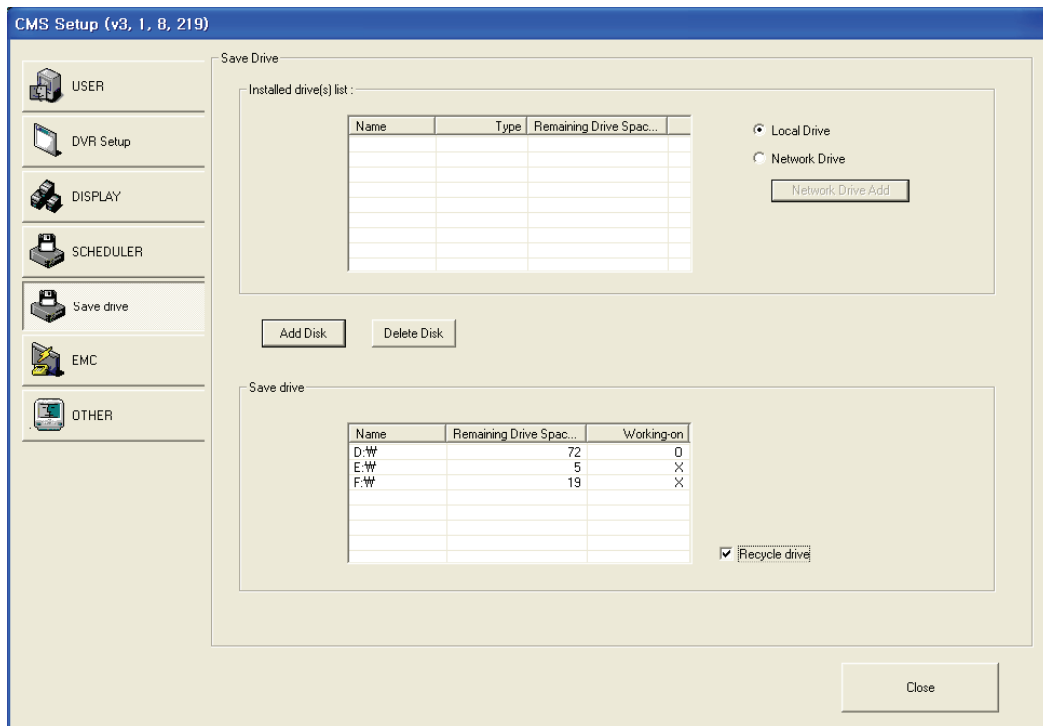 CMS Setup (v3, 1, 8, 219)
USER
DVR Setup
DISPLAY
SCHEDULER
Save drive
EMC
OTHER
Save Drive
Installed drive(s) list :
Name Type Remaining Drive Spac...
Local Drive
Network Drive
Network Drive Add
Add Disk Delete Disk
Save drive
Name Remaining Drive Spac... Working-on
D:₩ 72 O
E:₩ 5 X
F:₩ 19 X
Recycle drive
Close